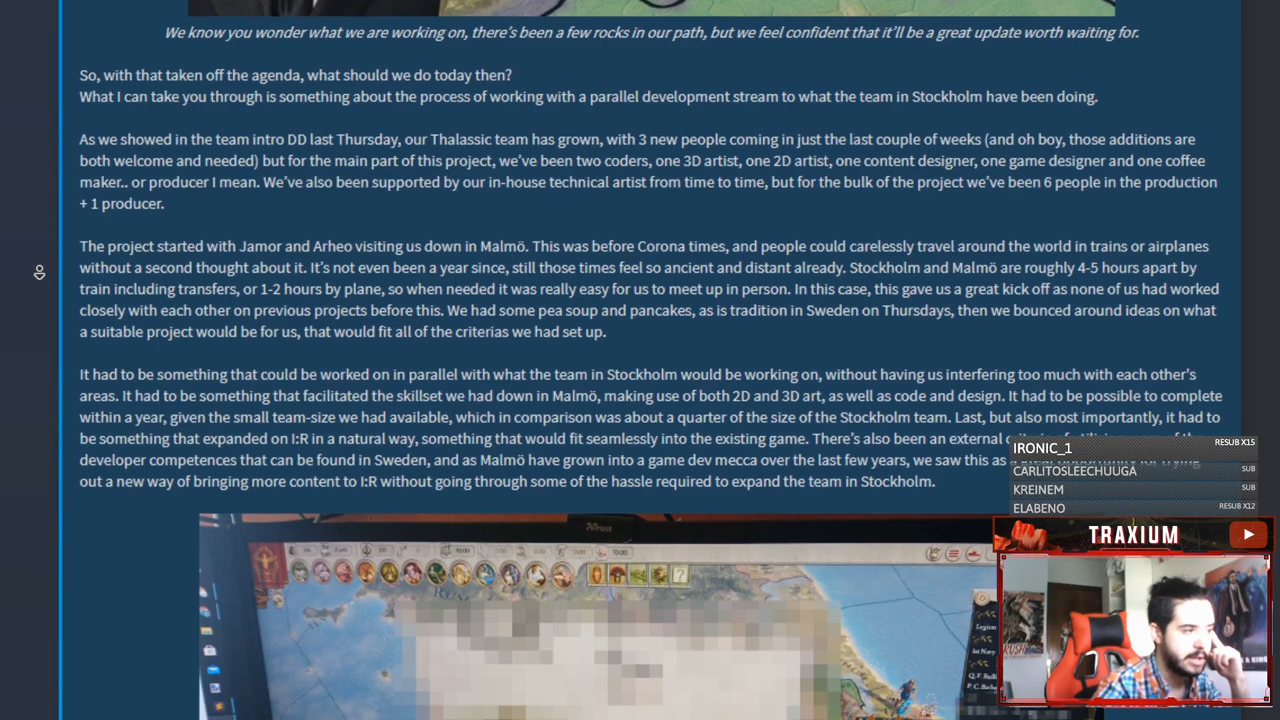 We know you wonder what we are working on, there's been a few rocks in our path, but we feel confident that it'll be a great update worth waiting for.
So, with that taken off the agenda, what should we do today then?
What I can take you through is something about the process of working with a parallel development stream to what the team in Stockholm have been doing.
As we showed in the team intro DD last Thursday, our Thalassic team has grown, with 3 new people coming in just the last couple of weeks (and oh boy, those additions are
both welcome and needed) but for the main part of this project, we've been two coders, one 3D artist, one 2D artist, one content designer, one game designer and one coffee
maker.. or producer I mean. We've also been supported by our in-house technical artist from time to time, but for the bulk of the project we've been 6 people in the production
+ 1 producer.
The project started with Jamor and Arheo visiting us down in Malmö. This was before Corona times, and people could carelessly travel around the world in trains or airplanes
without a second thought about it. It's not even been a year since, still those times feel so ancient and distant already. Stockholm and Malmö are roughly 4-5 hours apart by
train including transfers, or 1-2 hours by plane, so when needed it was really easy for us to meet up in person. In this case, this gave us a great kick off as none of us had worked
closely with each other on previous projects before this. We had some pea soup and pancakes, as is tradition in Sweden on Thursdays, then we bounced around ideas on what
a suitable project would be for us, that would fit all of the criterias we had set up.
It had to be something that could be worked on in parallel with what the team in Stockholm would be working on, without having us interfering too much with each other's
areas. It had to be something that facilitated the skillset we had down in Malmö, making use of both 2D and 3D art, as well as code and design. It had to be possible to complete
within a year, given the small team-size we had available, which in comparison was about a quarter of the size of the Stockholm team. Last, but also most importantly, it had to
be something that expanded on I:R in a natural way, something that would fit seamlessly into the existing game. There's also been an external
developer competences that can be found in Sweden, and as Malmö have grown into a game dev mecca over the last few years, we saw this as
out a new way of bringing more content to I:R without going through some of the hassle required to expand the team in Stockholm.
IRONIC_1 RESUB X15
CARLITOSLEECHUUGA SUB
KREINEM SUB
ELABENO RESUB X12
TRAXIUM
Trust
Legion
1st Navy